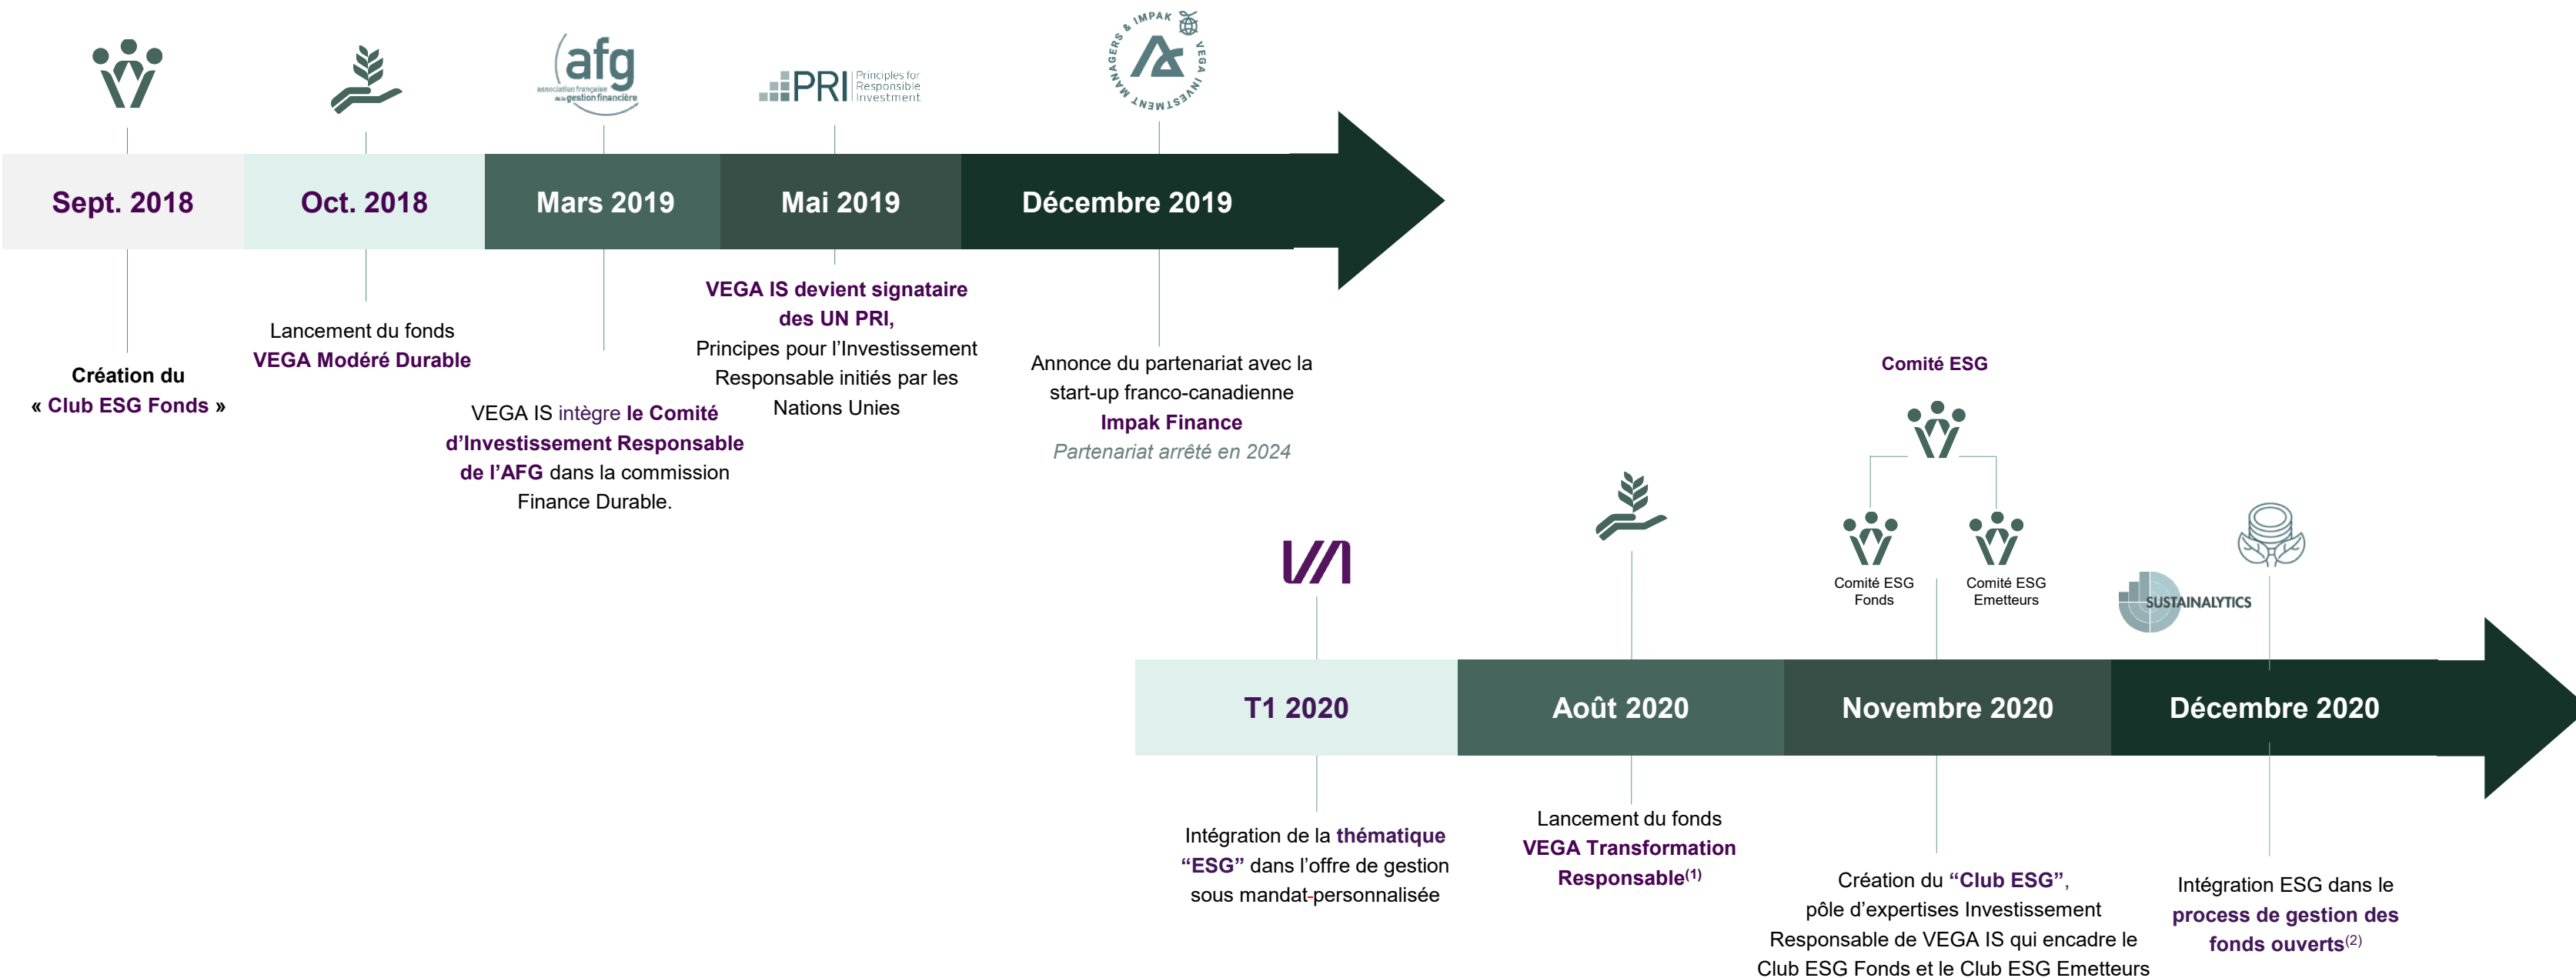 afg
association française
de la gestion financière
PRI
Principles for
Responsible
Investment
VEGA INVESTMENT MANAGERS & IMPAK
Sept. 2018
Oct. 2018
Mars 2019
Mai 2019
Décembre 2019
Création du
« Club ESG Fonds »
Lancement du fonds
VEGA Modéré Durable
VEGA IS intègre le Comité
d’Investissement Responsable
de l’AFG dans la commission
Finance Durable.
VEGA IS devient signataire
des UN PRI,
Principes pour l’Investissement
Responsable initiés par les
Nations Unies
Annonce du partenariat avec la
start-up franco-canadienne
Impak Finance
Partenariat arrêté en 2024
Comité ESG
Comité ESG
Fonds
Comité ESG
Emetteurs
SUSTAINALYTICS
T1 2020
Août 2020
Novembre 2020
Décembre 2020
Intégration de la thématique
“ESG” dans l’offre de gestion
sous mandat-personnalisée
Lancement du fonds
VEGA Transformation
Responsable(1)
Création du “Club ESG”,
pôle d’expertises Investissement
Responsable de VEGA IS qui encadre le
Club ESG Fonds et le Club ESG Emetteurs
Intégration ESG dans le
process de gestion des
fonds ouverts(2)